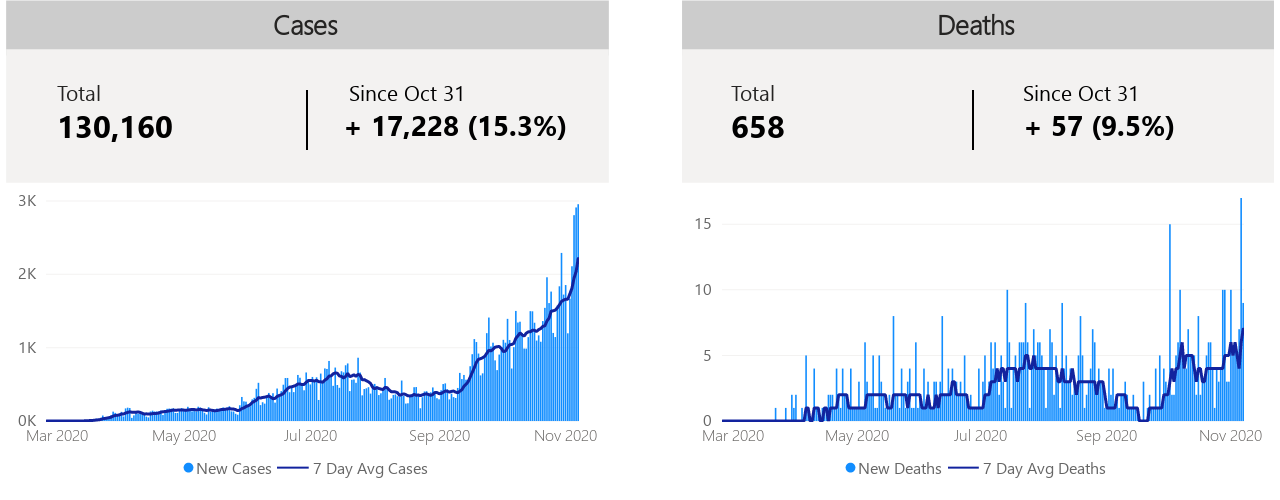 Cases
Total
Since Oct 31
130,160
+ 17,228 (15.3%)
3K
2K
1K
0K
Mar 2020 May 2020 Jul 2020 Sep 2020 Nov 2020
New Cases 7 Day Avg Cases
Deaths
Total
Since Oct 31
658
+ 57 (9.5%)
15
10
5
0
Mar 2020 May 2020 Jul 2020 Sep 2020 Nov 2020
New Deaths 7 Day Avg Deaths